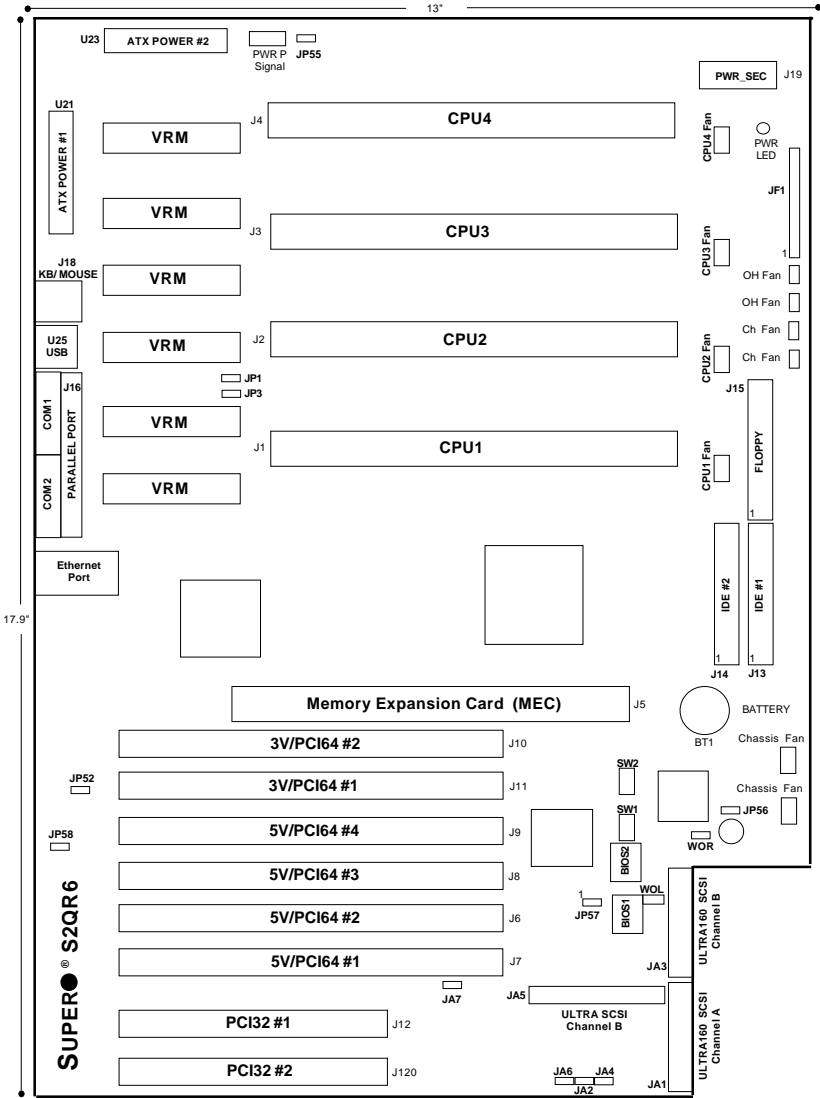 13"
U23
ATX POWER #2
PWR P
Signal
JP55
PWR_SEC
J19
U21
ATX POWER #1
VRM
J4
CPU4
CPU4 Fan
PWR
LED
JF1
1
VRM
J3
CPU3
CPU3 Fan
J18
KB/ MOUSE
VRM
OH Fan
OH Fan
U25
USB
VRM
J2
CPU2
CPU2 Fan
Ch Fan
Ch Fan
JP1
JP3
J16
COM1
PARALLEL PORT
COM2
VRM
J1
CPU1
CPU1 Fan
J15
FLOPPY
1
VRM
Ethernet
Port
17.9"
IDE #2
IDE #1
1
1
J14
J13
Memory Expansion Card (MEC)
J5
BATTERY
BT1
3V/PCI64 #2
J10
Chassis Fan
JP52
3V/PCI64 #1
J11
SW2
Chassis Fan
JP56
JP58
5V/PCI64 #4
J9
SW1
WOR
BIOS2
5V/PCI64 #3
J8
5V/PCI64 #2
J6
1
JP57
BIOS1
WOL
ULTRA160 SCSI
Channel B
5V/PCI64 #1
J7
JA3
JA7
JA5
ULTRA SCSI
Channel B
SUPER ® S2QR6
PCI32 #1
J12
ULTRA160 SCSI
Channel A
PCI32 #2
J120
JA6
JA4
JA2
JA1